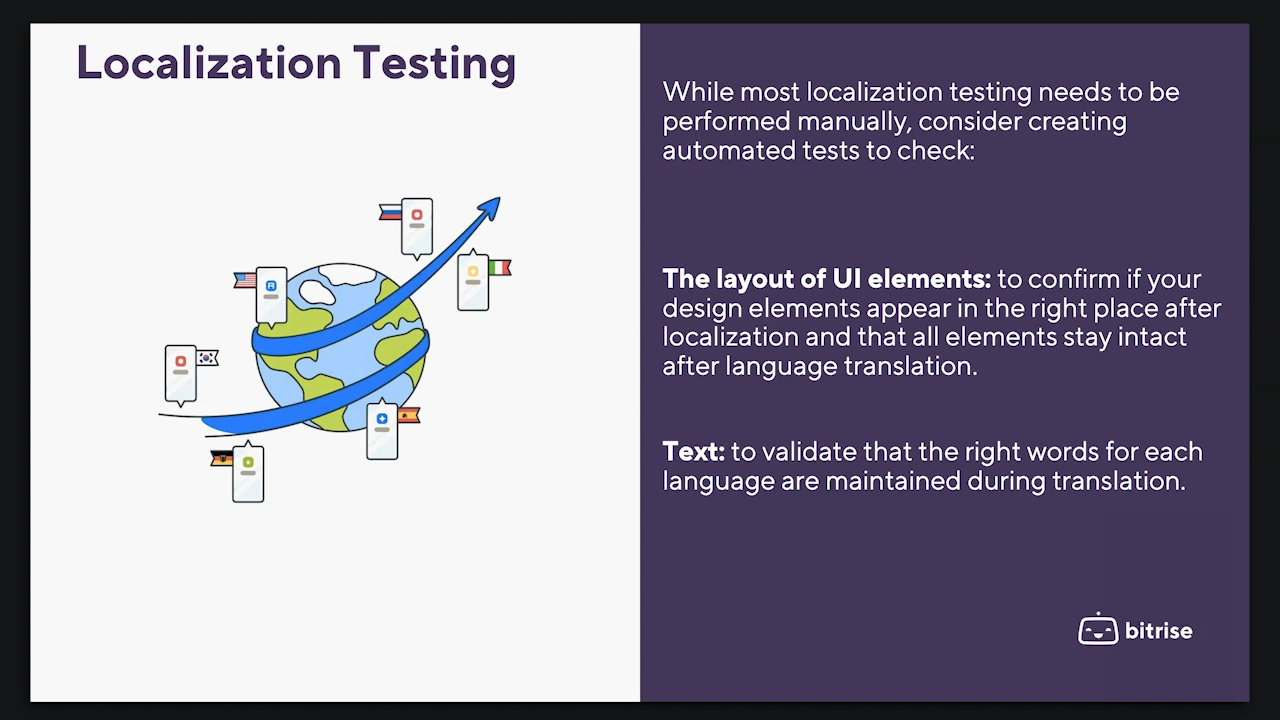 Localization Testing
While most localization testing needs to be
performed manually, consider creating
automated tests to check:
The layout of UI elements: to confirm if your
design elements appear in the right place after
localization and that all elements stay intact
after language translation.
Text: to validate that the right words for each
language are maintained during translation.
bitrise